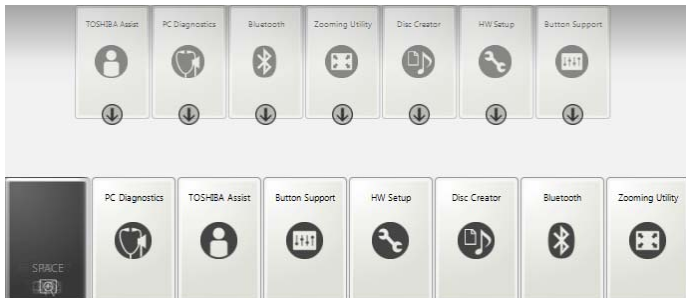 TOSHIBA Assist PC Diagnostics Bluetooth Zooming Utility Disc Creator HW Setup Button Support
PC Diagnostics TOSHIBA Assist Button Support HW Setup Disc Creator Bluetooth Zooming Utility
SPACE